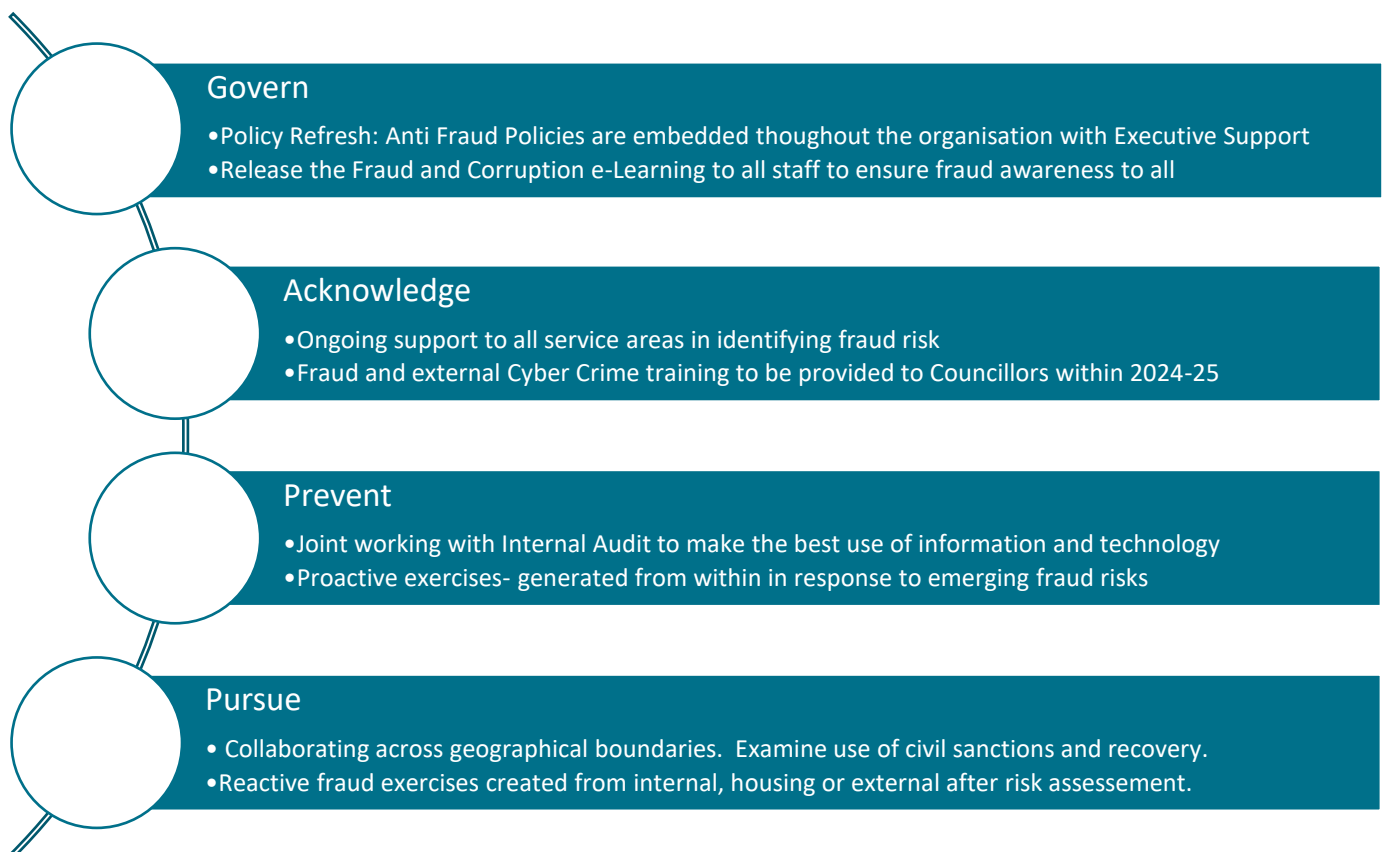 Govern
•Policy Refresh: Anti Fraud Policies are embedded thoughout the organisation with Executive Support
•Release the Fraud and Corruption e-Learning to all staff to ensure fraud awareness to all
Acknowledge
•Ongoing support to all service areas in identifying fraud risk
•Fraud and external Cyber Crime training to be provided to Councillors within 2024-25
Prevent
•Joint working with Internal Audit to make the best use of information and technology
•Proactive exercises- generated from within in response to emerging fraud risks
Pursue
• Collaborating across geographical boundaries.  Examine use of civil sanctions and recovery.
•Reactive fraud exercises created from internal, housing or external after risk assessement.